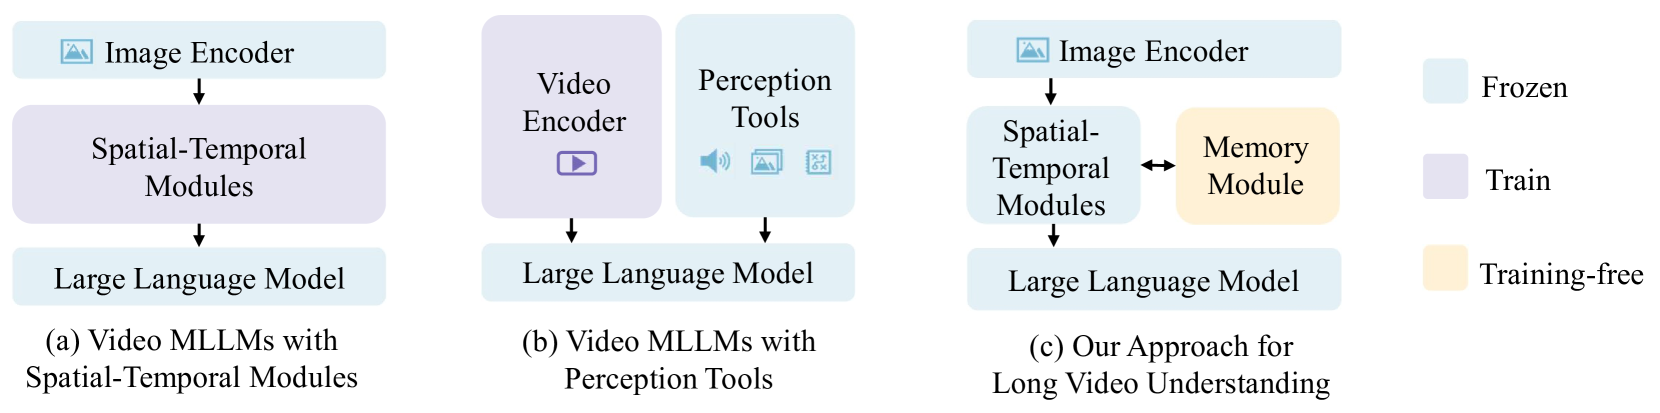 Image Encoder
Spatial-Temporal
Modules
Large Language Model
(a) Video MLLMs with
Spatial-Temporal Modules
Video
Encoder
Perception
Tools
Large Language Model
(b) Video MLLMs with
Perception Tools
Image Encoder
Spatial-
Temporal
Modules
Memory
Module
Large Language Model
(c) Our Approach for
Long Video Understanding
Frozen
Train
Training-free